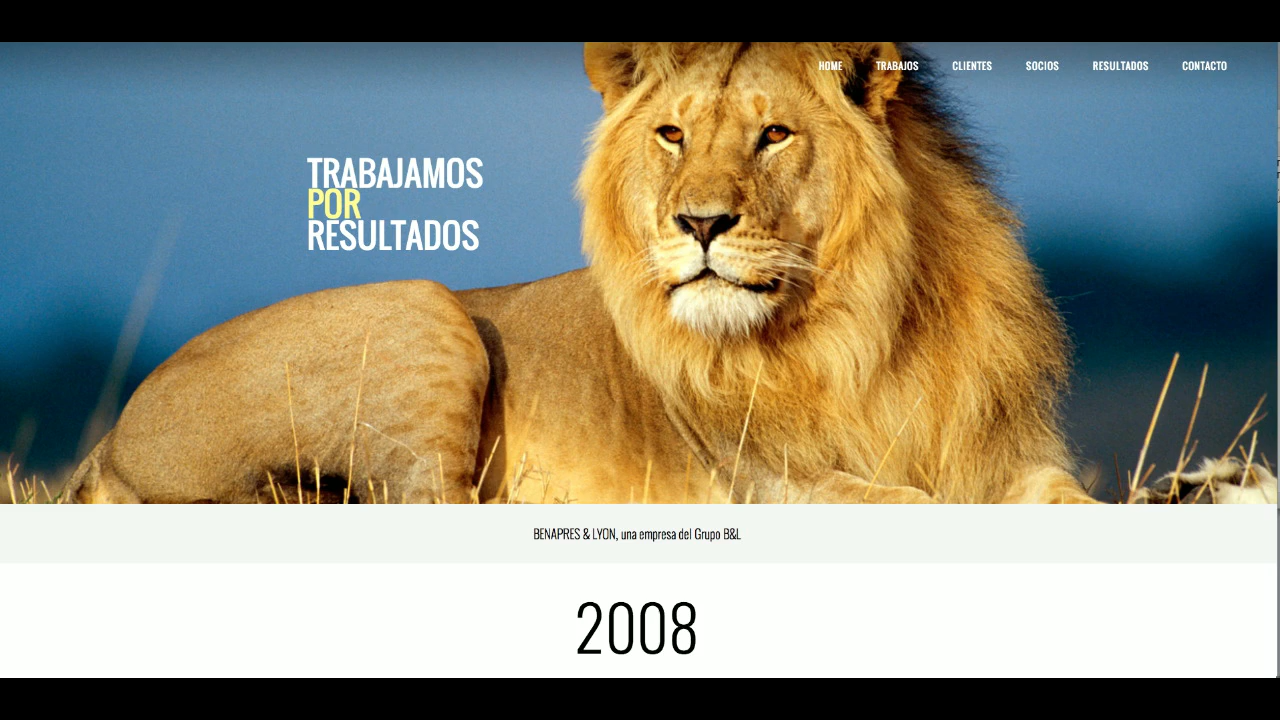 HOME TRABAJOS CLIENTES SOCIOS RESULTADOS CONTACTO
TRABAJAMOS
POR
RESULTADOS
BENAPRES & LYON, una empresa del Grupo B&L
2008